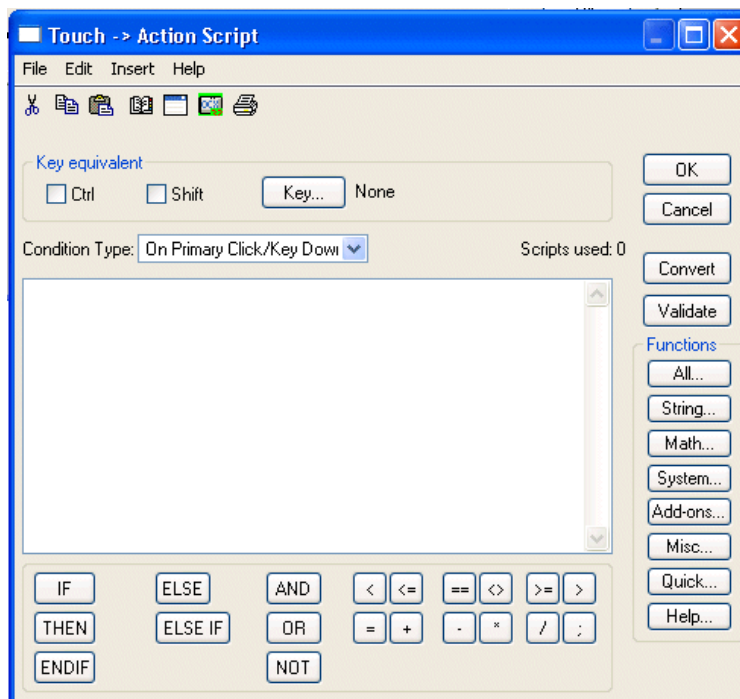 Touch -> Action Script
File Edit Insert Help
Key equivalent
Ctrl Shift Key... None
OK
Cancel
Condition Type: On Primary Click/Key Dow Scripts used: 0
Convert
Validate
Functions
All...
String...
Math...
System...
Add-ons...
Misc...
Quick...
Help...
IF ELSE AND < <= == <> >= >
THEN ELSE IF OR = + - * / ;
ENDIF NOT